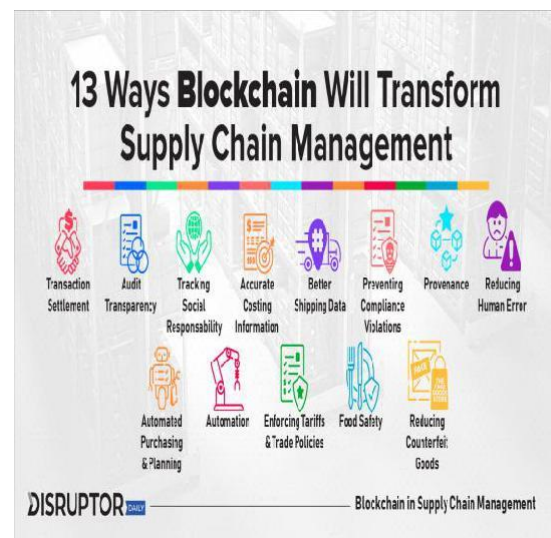 13 Ways Blockchain Will Transform
Supply Chain Management
Transaction
Settlement
Audit
Transparency
Tracking
Social
Responsibility
Accurate
Costing
Information
Better
Shipping Data
Preventing
Compliance
Violations
Provenance
Reducing
Human Error
Automated
Purchasing
& Planning
Automation
Enforcing Tariffs
& Trade Policies
Food Safety
Reducing
Counterfeit
Goods
DISRUPTOR DAILY
Blockchain in Supply Chain Management